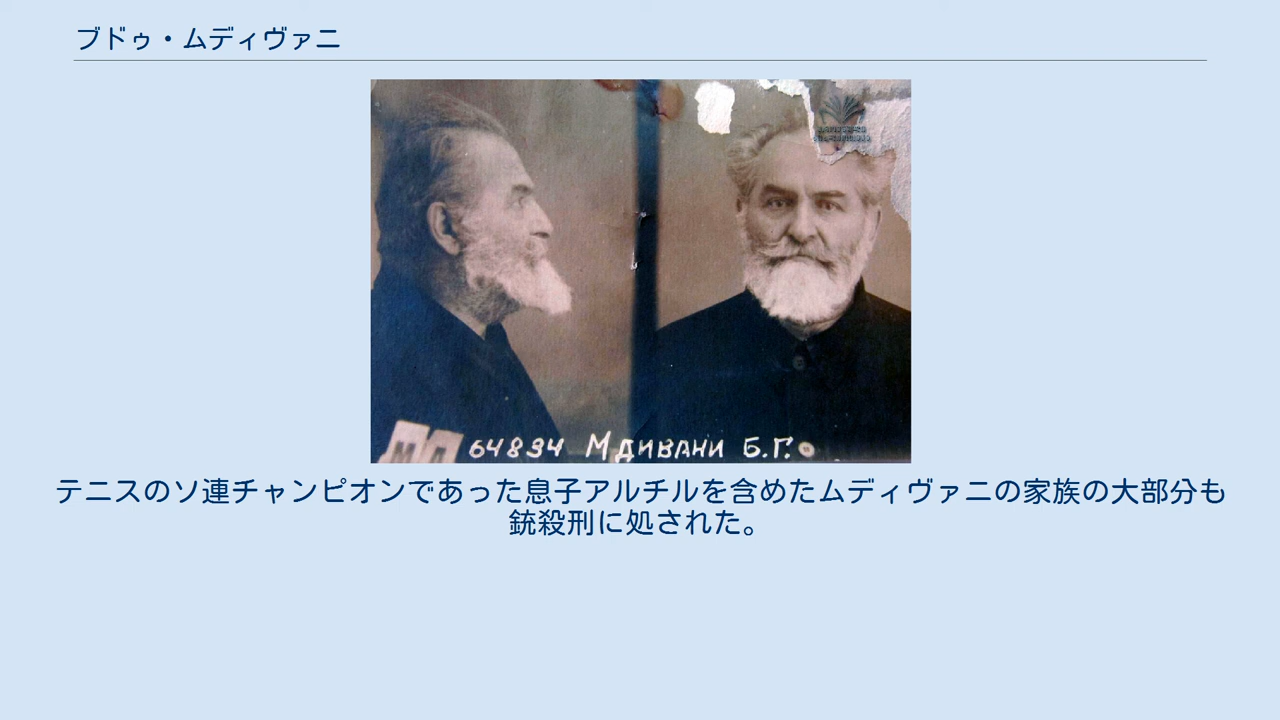 ブドゥ・ムディヴァニ
64894 Мдивани Б.Г.
テニスのソ連チャンピオンであった息子アルチルを含めたムディヴァニの家族の大部分も
銃殺刑に処された。